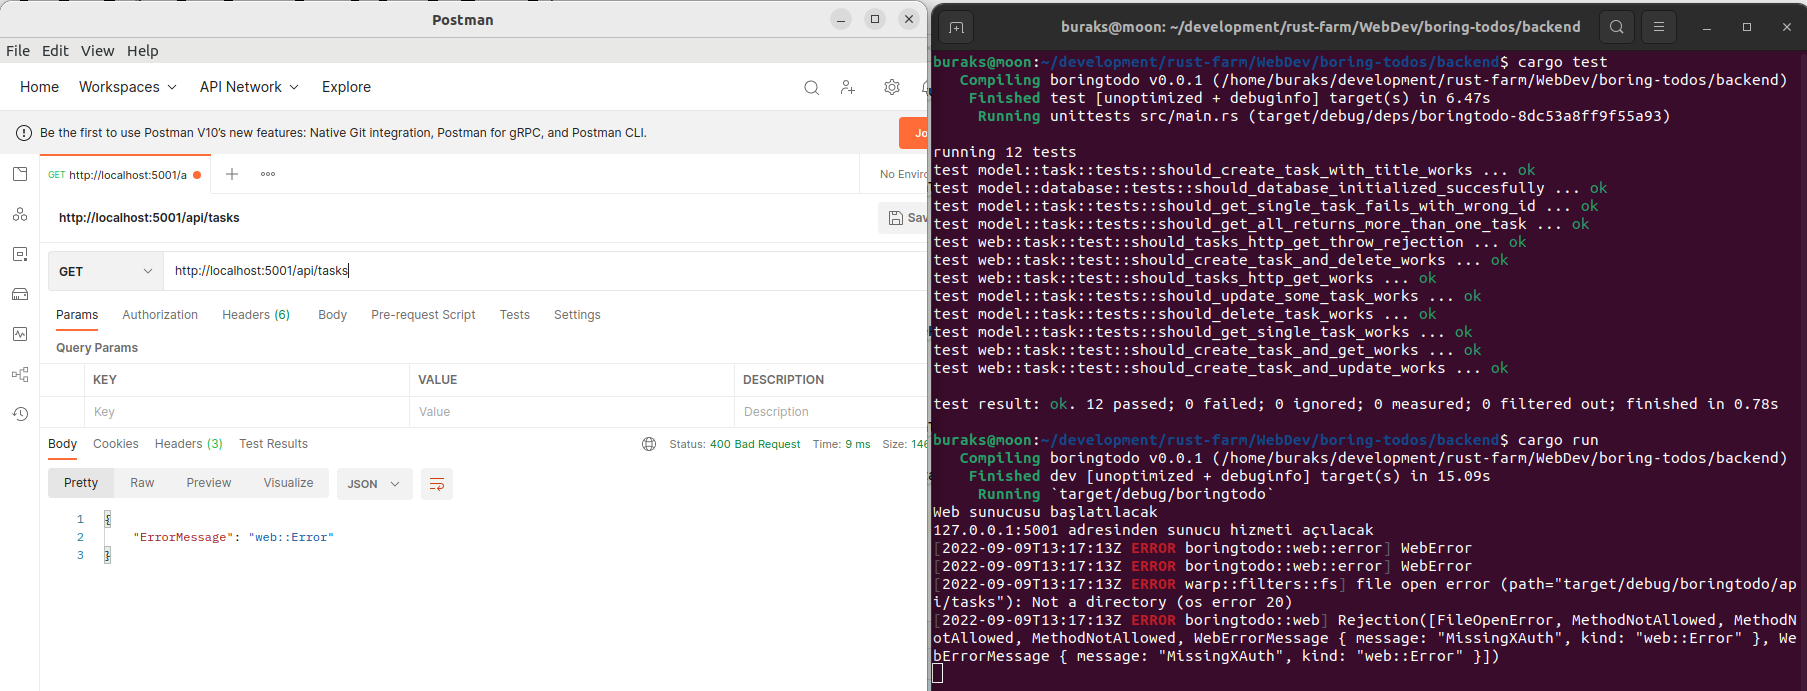 Postman
File Edit View Help
Home Workspaces API Network Explore
Be the first to use Postman V10's new features: Native Git integration, Postman for gRPC, and Postman CLI.
GET http://localhost:5001/a
http://localhost:5001/api/tasks
GET http://localhost:5001/api/tasks
Params Authorization Headers (6) Body Pre-request Script Tests Settings
Query Params
KEY VALUE DESCRIPTION
Key Value Description
Body Cookies Headers (3) Test Results Status: 400 Bad Request Time: 9 ms Size: 146
Pretty Raw Preview Visualize JSON
1 {
2 "ErrorMessage": "web::Error"
3 }
buraks@moon: ~/development/rust-farm/WebDev/boring-todos/backend
buraks@moon:~/development/rust-farm/WebDev/boring-todos/backend$ cargo test
Compiling boringtodo v0.0.1 (/home/buraks/development/rust-farm/WebDev/boring-todos/backend)
Finished test [unoptimized + debuginfo] target(s) in 6.47s
Running unittests src/main.rs (target/debug/deps/boringtodo-8dc53a8ff9f55a93)
running 12 tests
test model::task::tests::should_create_task_with_title_works ... ok
test model::database::tests::should_database_initialized_succesfully ... ok
test model::task::tests::should_get_single_task_fails_with_wrong_id ... ok
test model::task::tests::should_get_all_returns_more_than_one_task ... ok
test web::task::test::should_tasks_http_get_throw_rejection ... ok
test web::task::test::should_create_task_and_delete_works ... ok
test web::task::test::should_tasks_http_get_works ... ok
test model::task::tests::should_update_some_task_works ... ok
test model::task::tests::should_delete_task_works ... ok
test model::task::tests::should_get_single_task_works ... ok
test web::task::test::should_create_task_and_get_works ... ok
test web::task::test::should_create_task_and_update_works ... ok
test result: ok. 12 passed; 0 failed; 0 ignored; 0 measured; 0 filtered out; finished in 0.78s
buraks@moon:~/development/rust-farm/WebDev/boring-todos/backend$ cargo run
Compiling boringtodo v0.0.1 (/home/buraks/development/rust-farm/WebDev/boring-todos/backend)
Finished dev [unoptimized + debuginfo] target(s) in 15.09s
Running `target/debug/boringtodo`
Web sunucusu başlatılacak
127.0.0.1:5001 adresinden sunucu hizmeti açılacak
[2022-09-09T13:17:13Z ERROR boringtodo::web::error] WebError
[2022-09-09T13:17:13Z ERROR boringtodo::web::error] WebError
[2022-09-09T13:17:13Z ERROR warp::filters::fs] file open error (path="target/debug/boringtodo/ap
i/tasks"): Not a directory (os error 20)
[2022-09-09T13:17:13Z ERROR boringtodo::web] Rejection([FileOpenError, MethodNotAllowed, MethodN
otAllowed, MethodNotAllowed, WebErrorMessage { message: "MissingXAuth", kind: "web::Error" }, We
bErrorMessage { message: "MissingXAuth", kind: "web::Error" }])